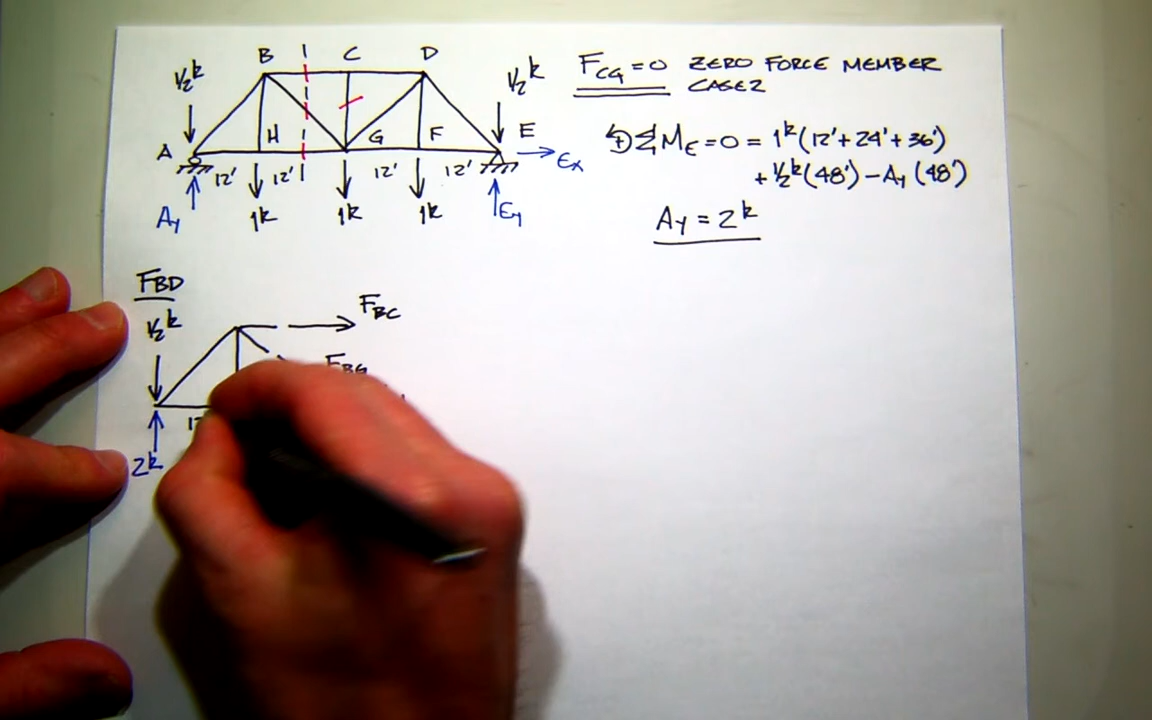 B C D
½k ½k
A H G F E Ex
12' 12' 12' 12'
Ay 1k 1k 1k Ey
FCG = 0 ZERO FORCE MEMBER
CASE 2
ΣME = 0 = 1k (12' + 24' + 36')
+ ½k (48') - Ay (48')
Ay = 2k
FBD
½k
FBC
FBG
2k